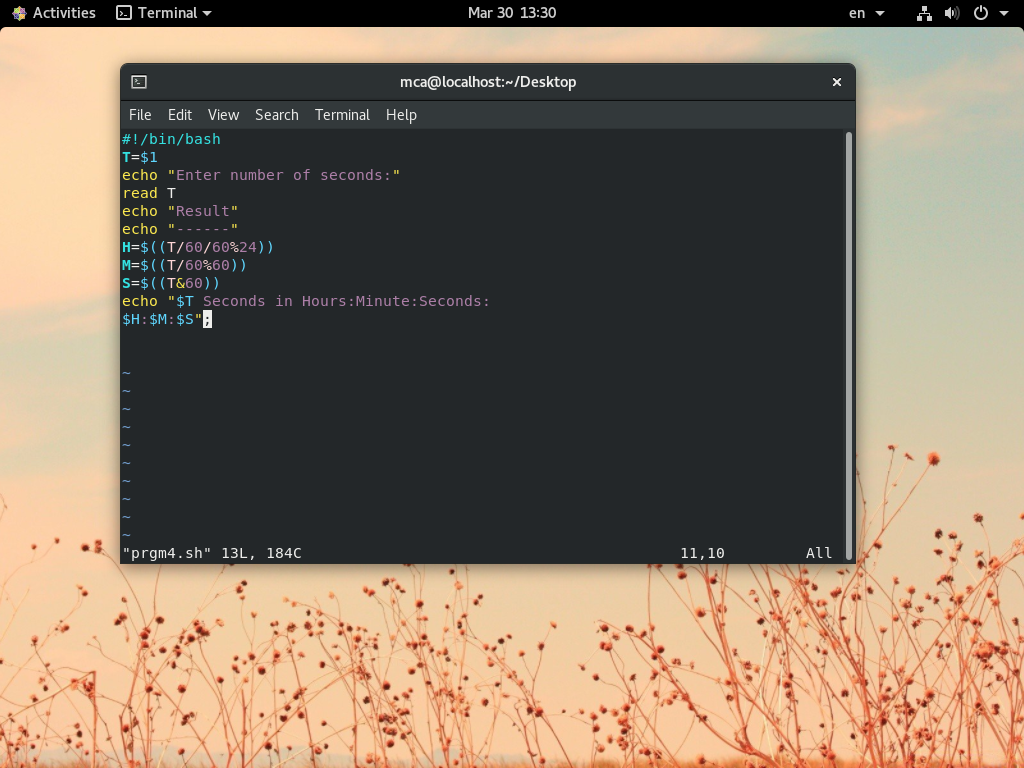 Activities Terminal Mar 30 13:30 en
mca@localhost:~/Desktop
File Edit View Search Terminal Help
#!/bin/bash
T=$1
echo "Enter number of seconds:"
read T
echo "Result"
echo "------"
H=$((T/60/60%24))
M=$((T/60%60))
S=$((T&60))
echo "$T Seconds in Hours:Minute:Seconds:
$H:$M:$S";
~
~
~
~
~
~
~
~
~
~
"prgm4.sh" 13L, 184C 11,10 All